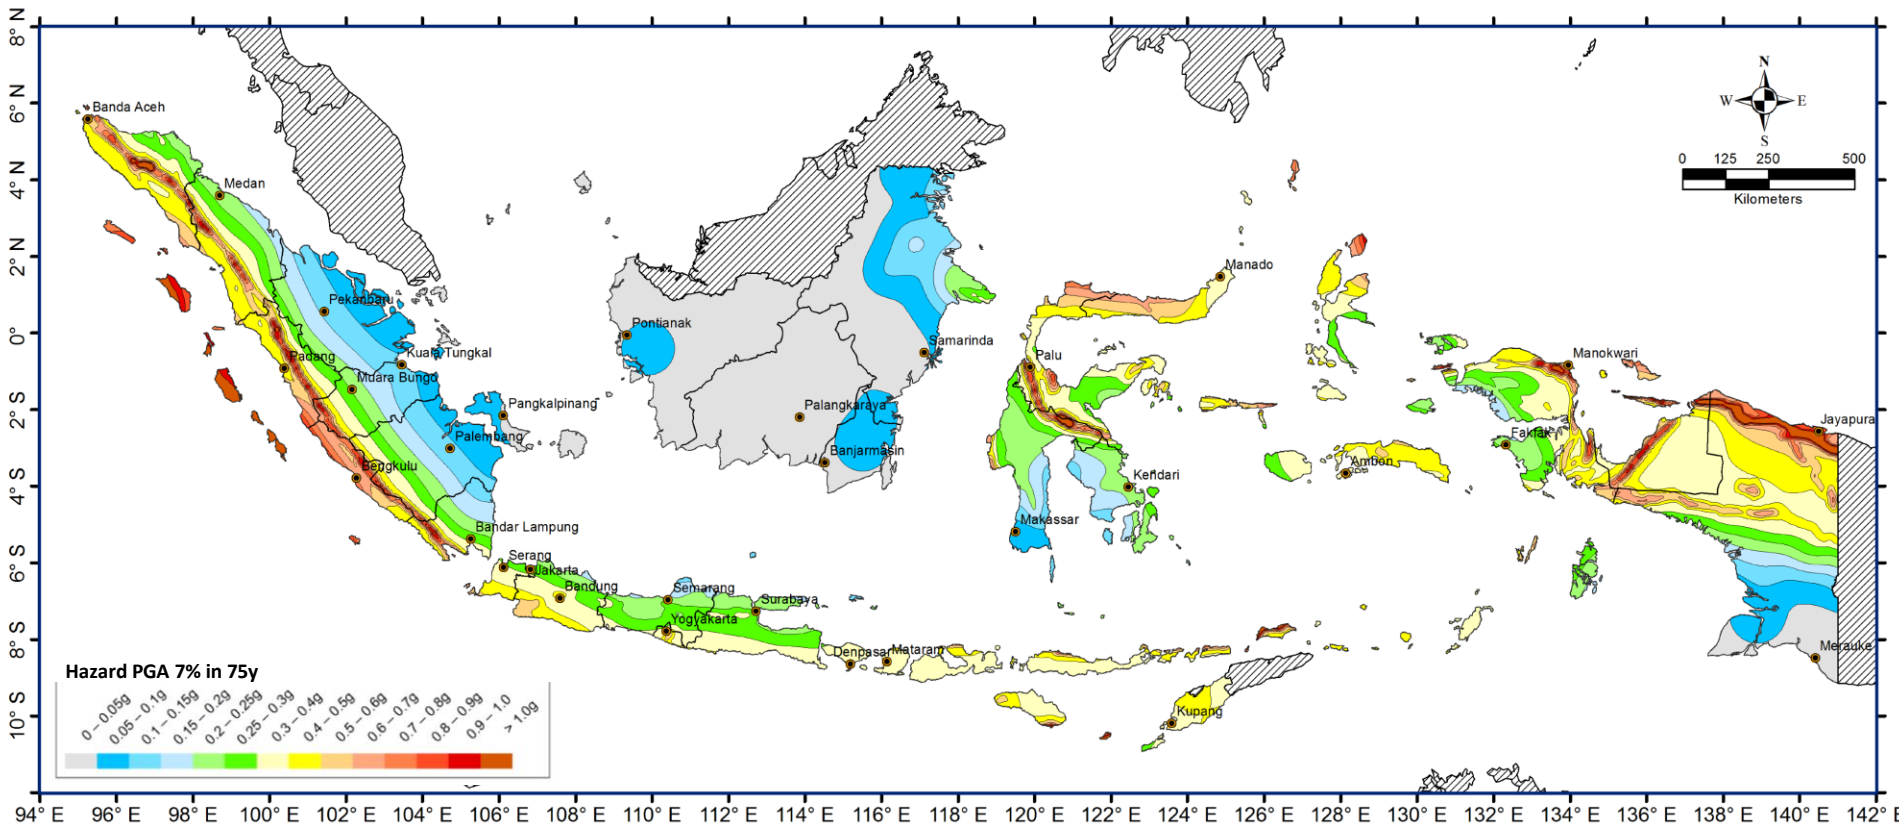 8° N
6° N
4° N
2° N
0°
2° S
4° S
6° S
8° S
10° S
N
W
E
S
0 125 250 500
Kilometers
Banda Aceh
Medan
Pekanbaru
Padang
Kuala Tungkal
Muara Bungo
Pangkalpinang
Palembang
Bengkulu
Bandar Lampung
Serang
Jakarta
Bandung
Semarang
Surabaya
Yogyakarta
Denpasar
Mataram
Kupang
Pontianak
Samarinda
Palangkaraya
Banjarmasin
Manado
Palu
Kendari
Makassar
Ambon
Manokwari
Fakfak
Jayapura
Merauke
Hazard PGA 7% in 75y
0 – 0.05g
0.05 – 0.1g
0.1 – 0.15g
0.15 – 0.2g
0.2 – 0.25g
0.25 – 0.3g
0.3 – 0.4g
0.4 – 0.5g
0.5 – 0.6g
0.6 – 0.7g
0.7 – 0.8g
0.8 – 0.9g
0.9 – 1.0
> 1.0g
94° E 96° E 98° E 100° E 102° E 104° E 106° E 108° E 110° E 112° E 114° E 116° E 118° E 120° E 122° E 124° E 126° E 128° E 130° E 132° E 134° E 136° E 138° E 140° E 142° E